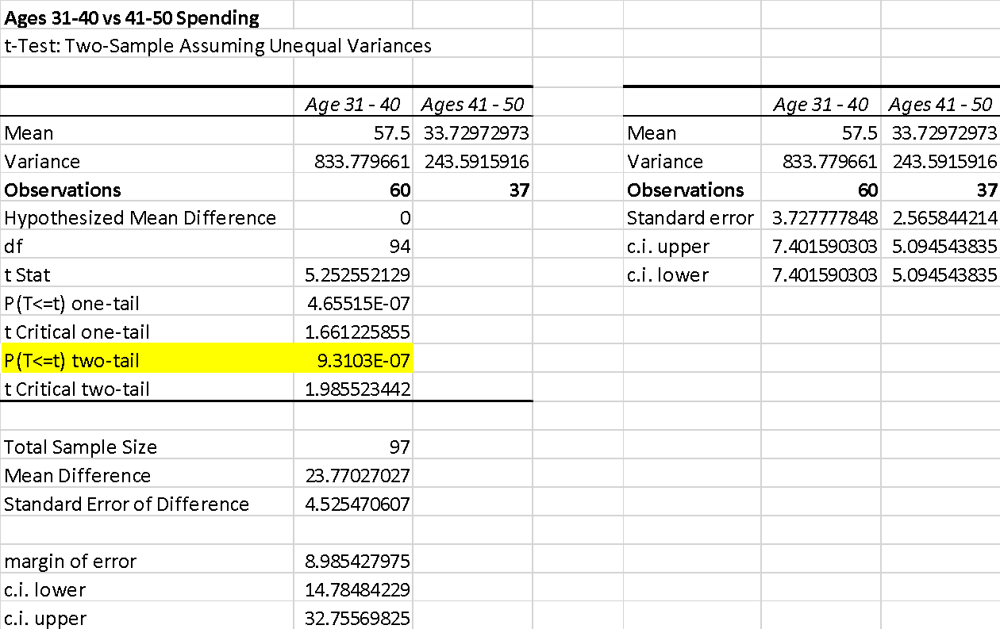 Ages 31-40 vs 41-50 Spending
t-Test: Two-Sample Assuming Unequal Variances
Age 31 - 40 Ages 41 - 50 Age 31 - 40 Ages 41 - 50
Mean 57.5 33.72972973 Mean 57.5 33.72972973
Variance 833.779661 243.5915916 Variance 833.779661 243.5915916
Observations 60 37 Observations 60 37
Hypothesized Mean Difference 0 Standard error 3.727777848 2.565844214
df 94 c.i. upper 7.401590303 5.094543835
t Stat 5.252552129 c.i. lower 7.401590303 5.094543835
P(T<=t) one-tail 4.65515E-07
t Critical one-tail 1.661225855
P(T<=t) two-tail 9.3103E-07
t Critical two-tail 1.985523442
Total Sample Size 97
Mean Difference 23.77027027
Standard Error of Difference 4.525470607
margin of error 8.985427975
c.i. lower 14.78484229
c.i. upper 32.75569825